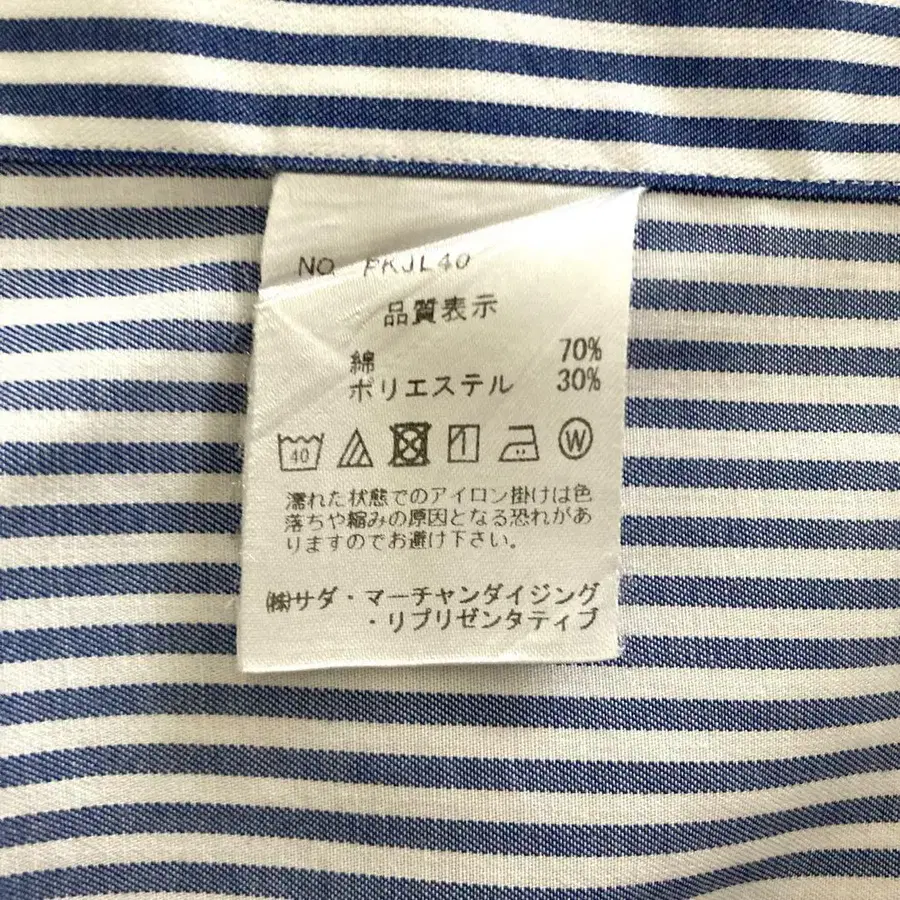 NO. PKJL40
品質表示
綿 70%
ポリエステル 30%
40 W
濡れた状態でのアイロン掛けは色
落ちや縮みの原因となる恐れがあ
りますのでお避け下さい。
㈱サダ・マーチャンダイジング
・リプリゼンタティブ